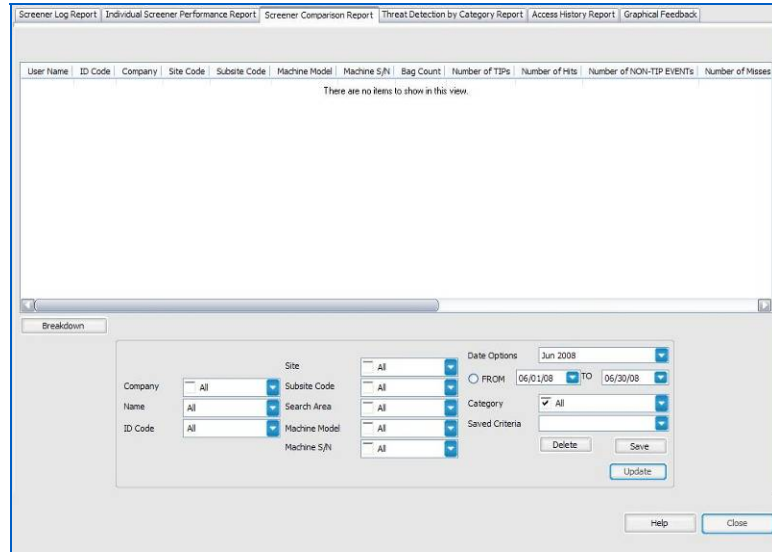 Screener Log Report Individual Screener Performance Report Screener Comparison Report Threat Detection by Category Report Access History Report Graphical Feedback
User Name ID Code Company Site Code Subsite Code Machine Model Machine S/N Bag Count Number of TIPs Number of Hits Number of NON-TIP EVENTs Number of Misses
There are no items to show in this view.
Breakdown
Company All
Name All
ID Code All
Site All
Subsite Code All
Search Area All
Machine Model All
Machine S/N All
Date Options Jun 2008
FROM 06/01/08 TO 06/30/08
Category All
Saved Criteria
Delete Save
Update
Help Close